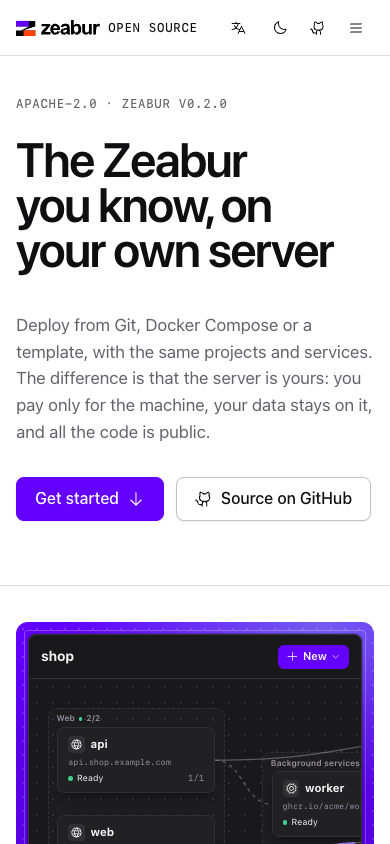 zeabur OPEN SOURCE
APACHE-2.0 · ZEABUR V0.2.0
The Zeabur
you know, on
your own server
Deploy from Git, Docker Compose or a
template, with the same projects and services.
The difference is that the server is yours: you
pay only for the machine, your data stays on it,
and all the code is public.
Get started
Source on GitHub
shop
New
Web 2/2
api
api.shop.example.com
Ready 1/1
Background services
worker
ghcr.io/acme/wo
Ready
web